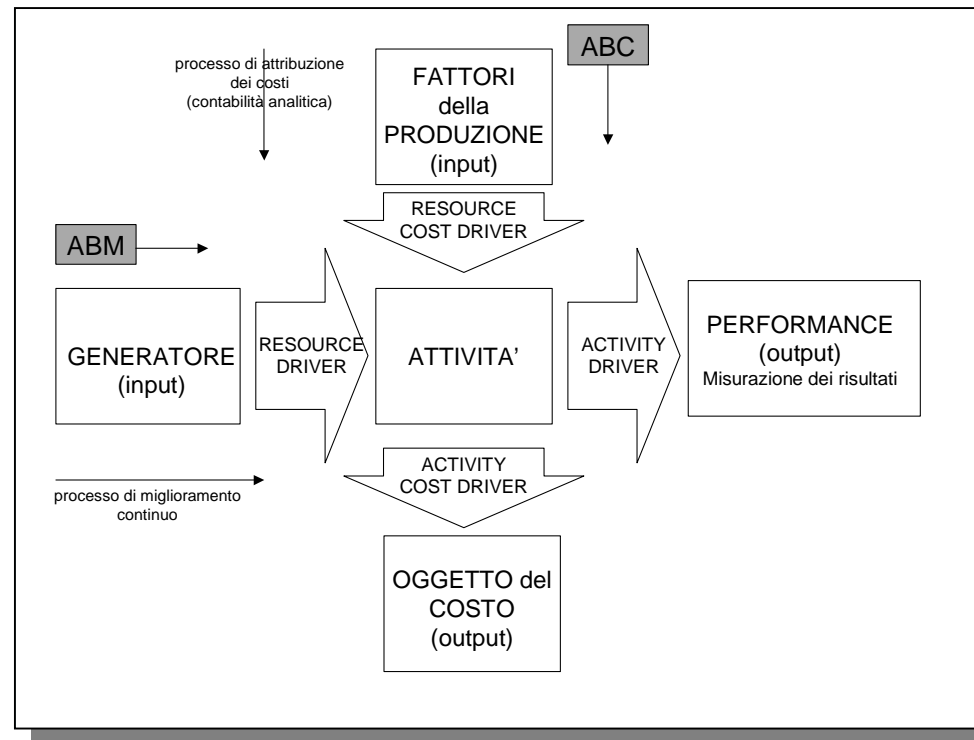 processo di attribuzione
dei costi
(contabilità analitica)
FATTORI
della
PRODUZIONE
(input)
ABC
RESOURCE
COST DRIVER
ABM
GENERATORE
(input)
RESOURCE
DRIVER
ATTIVITA’
ACTIVITY
DRIVER
PERFORMANCE
(output)
Misurazione dei risultati
processo di miglioramento
continuo
ACTIVITY
COST DRIVER
OGGETTO del
COSTO
(output)